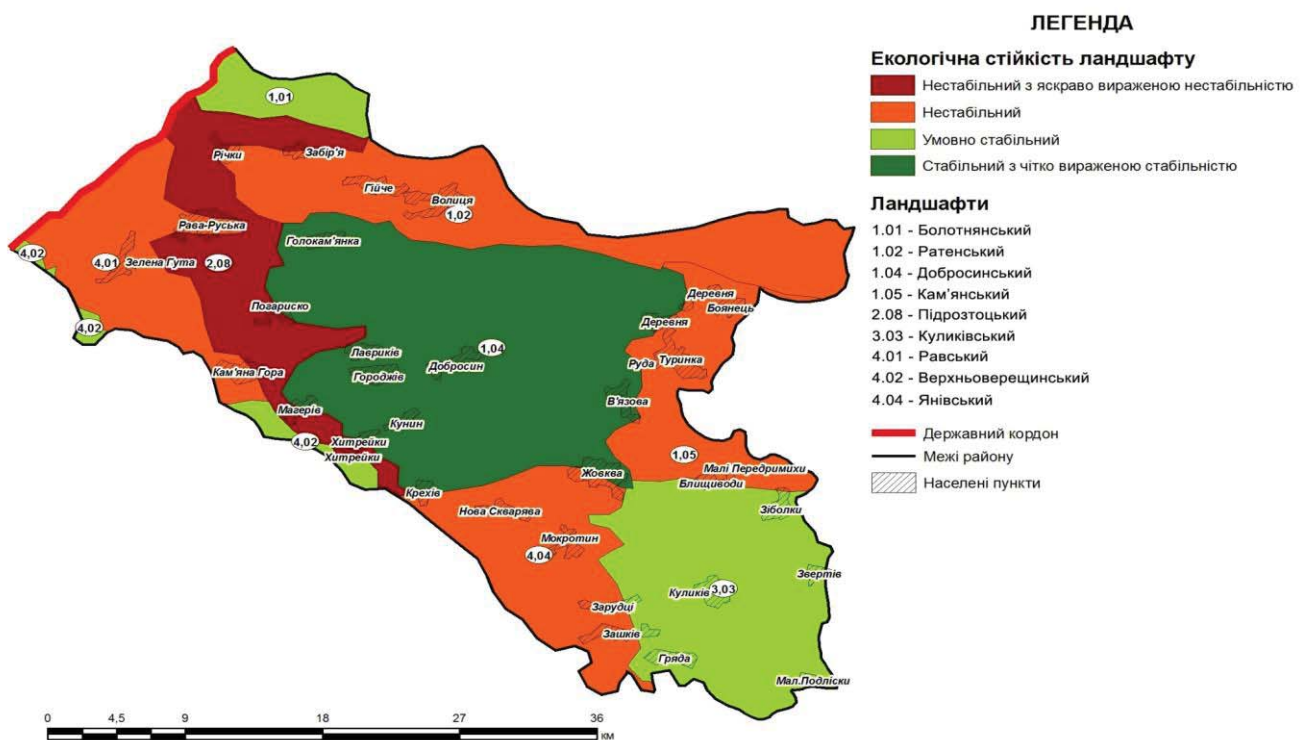 ЛЕГЕНДА
Екологічна стійкість ландшафту
Нестабільний з яскраво вираженою нестабільністю
Нестабільний
Умовно стабільний
Стабільний з чітко вираженою стабільністю
Ландшафти
1.01 - Болотнянський
1.02 - Ратенський
1.04 - Добросинський
1.05 - Кам'янський
2.08 - Підрозтоцький
3.03 - Куликівський
4.01 - Равський
4.02 - Верхньоверещинський
4.04 - Янівський
Державний кордон
Межі району
Населені пункти
1,01
Річки
Забір'я
Гійче
Волиця
1,02
Рава-Руська
Голокам'янка
4,02
4,01
Зелена Гута
2,08
Деревня
Боянець
Погариско
4,02
Деревня
Лавриків
1,04
Добросин
Руда
Туринка
Кам'яна Гора
Городжів
Магерів
В'язова
Кунин
4,02
Хитрейки
Хитрейки
1,05
Малі Передримихи
Жовква
Блищиводи
Крехів
Нова Скварява
Зіболки
Мокротин
4,04
Звертів
Куликів
3,03
Зарудці
Зашків
Гряда
Мал.Подліски
0
4,5
9
18
27
36
км